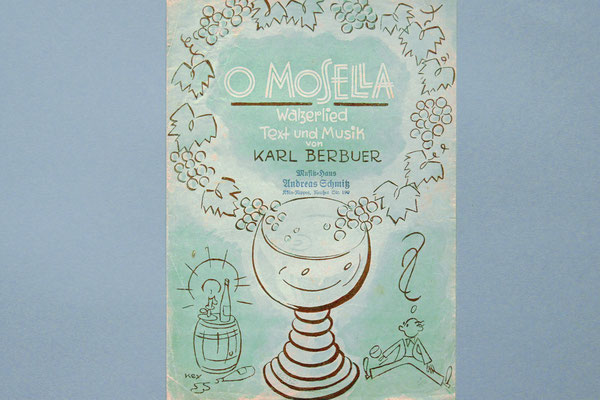 O MOSELLA
Walzerlied
Text und Musik
von
KARL BERBUER
Musik-Haus
Andreas Schmitz